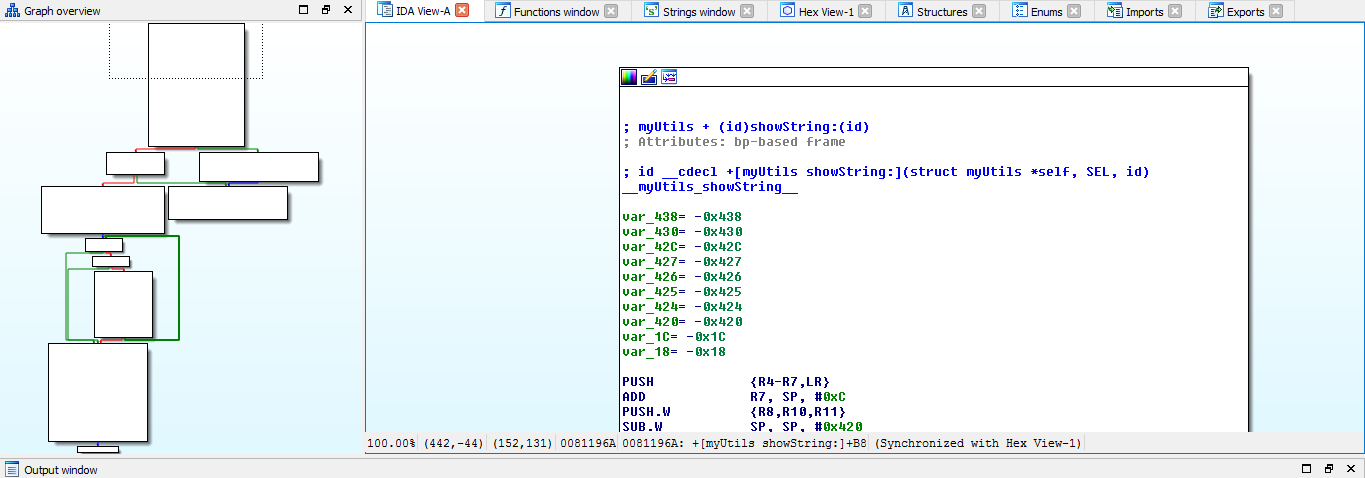 Graph overview
IDA View-A
Functions window
Strings window
Hex View-1
Structures
Enums
Imports
Exports
; myUtils + (id)showString:(id)
; Attributes: bp-based frame
; id __cdecl +[myUtils showString:](struct myUtils *self, SEL, id)
__myUtils_showString__
var_438= -0x438
var_430= -0x430
var_42C= -0x42C
var_427= -0x427
var_426= -0x426
var_425= -0x425
var_424= -0x424
var_420= -0x420
var_1C= -0x1C
var_18= -0x18
PUSH {R4-R7,LR}
ADD R7, SP, #0xC
PUSH.W {R8,R10,R11}
SUB.W SP, SP, #0x420
100.00% (442,-44) (152,131) 0081196A 0081196A: +[myUtils showString:]+B8 (Synchronized with Hex View-1)
Output window